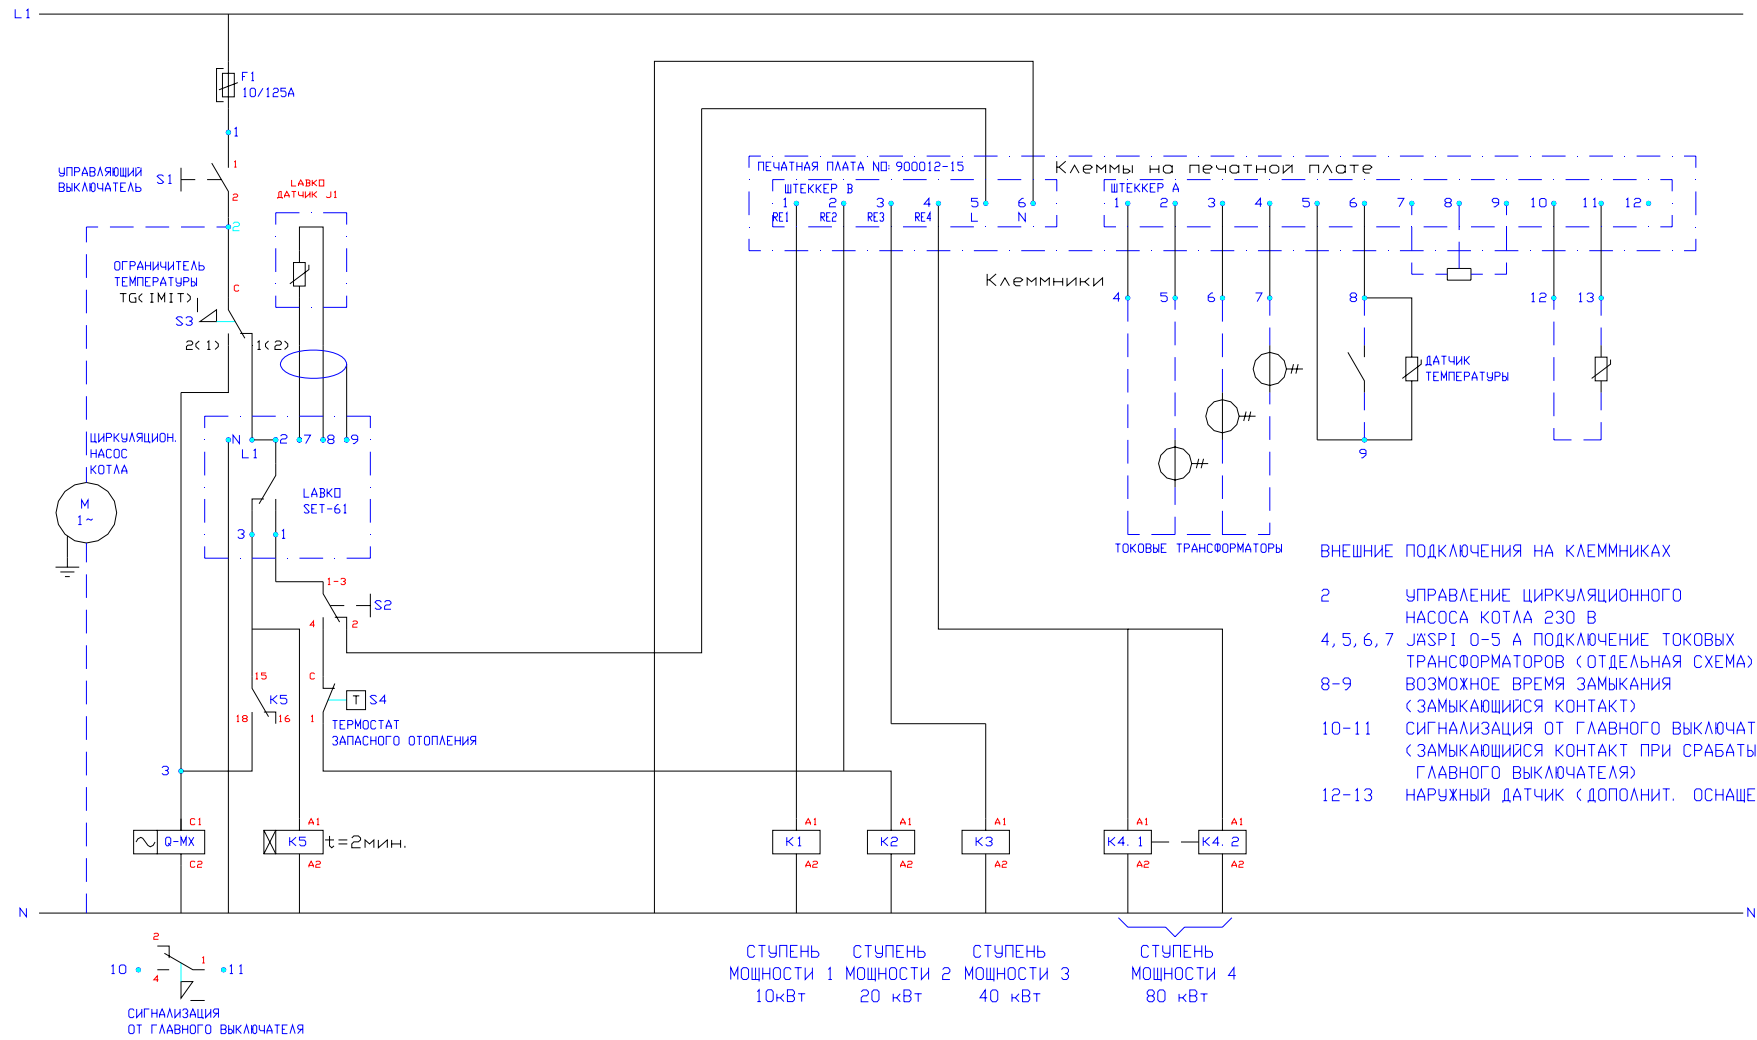 L1
F1
10/125A
1
1
УПРАВЛЯЮЩИЙ
ВЫКЛЮЧАТЕЛЬ
S1
2
2
LABKO
ДАТЧИК J1
ОГРАНИЧИТЕЛЬ
ТЕМПЕРАТУРЫ
TG(IMIT)
C
S3
2(1)
1(2)
ЦИРКУЛЯЦИОН.
НАСОС
КОТЛА
M
1~
N
L1
2
7
8
9
LABKO
SET-61
3
1
1-3
S2
4
2
15
K5
18
16
C
T
S4
1
ТЕРМОСТАТ
ЗАПАСНОГО ОТОПЛЕНИЯ
3
C1
Q-MX
C2
A1
K5
A2
t=2мин.
ПЕЧАТНАЯ ПЛАТА NO: 900012-15
Клеммы на печатной плате
ШТЕККЕР B
1 2 3 4 5 6
RE1 RE2 RE3 RE4 L N
ШТЕККЕР A
1 2 3 4 5 6 7 8 9 10 11 12
Клеммники
4 5 6 7 8 12 13
ДАТЧИК
ТЕМПЕРАТУРЫ
9
ТОКОВЫЕ ТРАНСФОРМАТОРЫ
ВНЕШНИЕ ПОДКЛЮЧЕНИЯ НА КЛЕММНИКАХ
2 УПРАВЛЕНИЕ ЦИРКУЛЯЦИОННОГО
НАСОСА КОТЛА 230 В
4,5,6,7 JÄSPI 0-5 А ПОДКЛЮЧЕНИЕ ТОКОВЫХ
ТРАНСФОРМАТОРОВ (ОТДЕЛЬНАЯ СХЕМА)
8-9 ВОЗМОЖНОЕ ВРЕМЯ ЗАМЫКАНИЯ
(ЗАМЫКАЮЩИЙСЯ КОНТАКТ)
10-11 СИГНАЛИЗАЦИЯ ОТ ГЛАВНОГО ВЫКЛЮЧАТ
(ЗАМЫКАЮЩИЙСЯ КОНТАКТ ПРИ СРАБАТЫ
ГЛАВНОГО ВЫКЛЮЧАТЕЛЯ)
12-13 НАРУЖНЫЙ ДАТЧИК (ДОПОЛНИТ. ОСНАЩЕ
A1 A1 A1 A1 A1
K1 K2 K3 K4.1 K4.2
A2 A2 A2 A2 A2
N
N
СТУПЕНЬ
МОЩНОСТИ 1
10кВт
СТУПЕНЬ
МОЩНОСТИ 2
20 кВт
СТУПЕНЬ
МОЩНОСТИ 3
40 кВт
СТУПЕНЬ
МОЩНОСТИ 4
80 кВт
2
10
4
1
11
СИГНАЛИЗАЦИЯ
ОТ ГЛАВНОГО ВЫКЛЮЧАТЕЛЯ